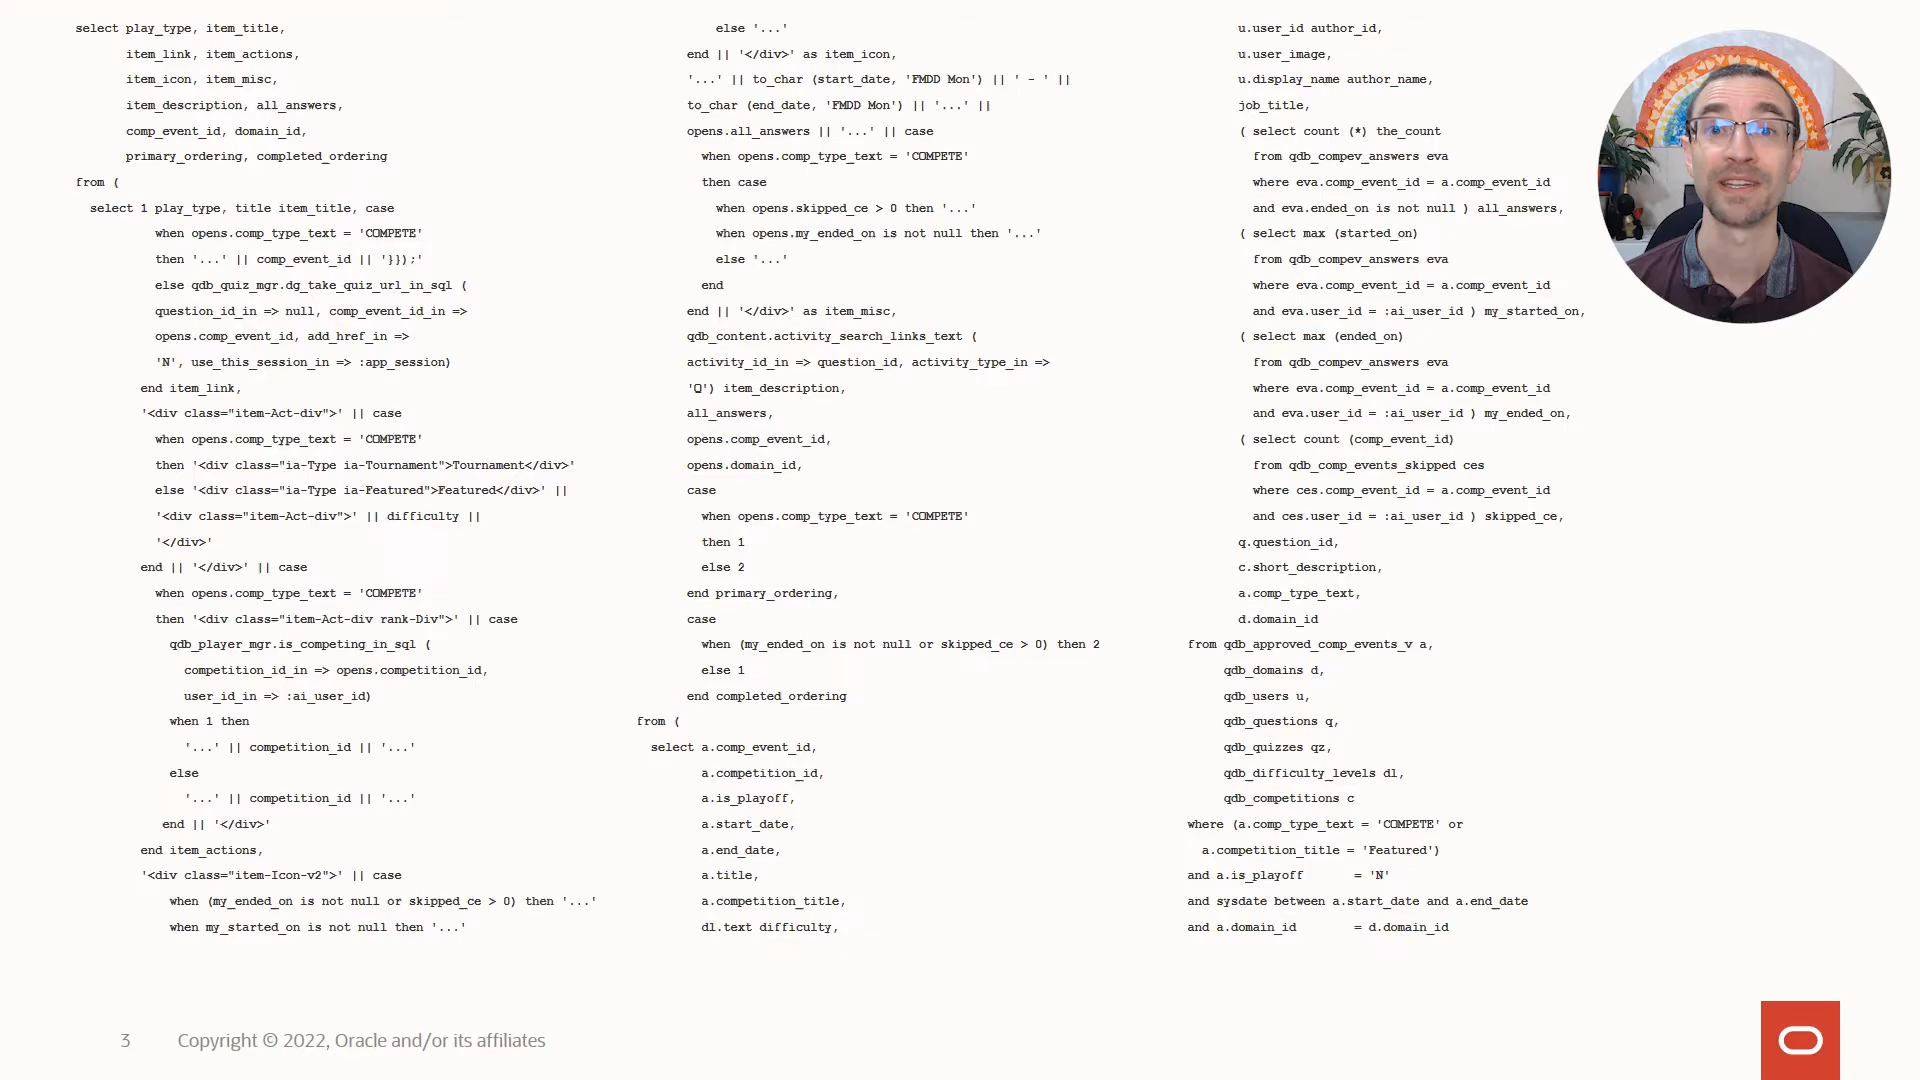 select play_type, item_title,
item_link, item_actions,
item_icon, item_misc,
item_description, all_answers,
comp_event_id, domain_id,
primary_ordering, completed_ordering
from (
select 1 play_type, title item_title, case
when opens.comp_type_text = 'COMPETE'
then '...' || comp_event_id || '}});'
else qdb_quiz_mgr.dg_take_quiz_url_in_sql (
question_id_in => null, comp_event_id_in =>
opens.comp_event_id, add_href_in =>
'N', use_this_session_in => :app_session)
end item_link,
'<div class="item-Act-div">' || case
when opens.comp_type_text = 'COMPETE'
then '<div class="ia-Type ia-Tournament">Tournament</div>'
else '<div class="ia-Type ia-Featured">Featured</div>' ||
'<div class="item-Act-div">' || difficulty ||
'</div>'
end || '</div>' || case
when opens.comp_type_text = 'COMPETE'
then '<div class="item-Act-div rank-Div">' || case
qdb_player_mgr.is_competing_in_sql (
competition_id_in => opens.competition_id,
user_id_in => :ai_user_id)
when 1 then
'...' || competition_id || '...'
else
'...' || competition_id || '...'
end || '</div>'
end item_actions,
'<div class="item-Icon-v2">' || case
when (my_ended_on is not null or skipped_ce > 0) then '...'
when my_started_on is not null then '...'
else '...'
end || '</div>' as item_icon,
'...' || to_char (start_date, 'FMDD Mon') || ' - ' ||
to_char (end_date, 'FMDD Mon') || '...' ||
opens.all_answers || '...' || case
when opens.comp_type_text = 'COMPETE'
then case
when opens.skipped_ce > 0 then '...'
when opens.my_ended_on is not null then '...'
else '...'
end
end || '</div>' as item_misc,
qdb_content.activity_search_links_text (
activity_id_in => question_id, activity_type_in =>
'Q') item_description,
all_answers,
opens.comp_event_id,
opens.domain_id,
case
when opens.comp_type_text = 'COMPETE'
then 1
else 2
end primary_ordering,
case
when (my_ended_on is not null or skipped_ce > 0) then 2
else 1
end completed_ordering
from (
select a.comp_event_id,
a.competition_id,
a.is_playoff,
a.start_date,
a.end_date,
a.title,
a.competition_title,
dl.text difficulty,
u.user_id author_id,
u.user_image,
u.display_name author_name,
job_title,
( select count (*) the_count
from qdb_compev_answers eva
where eva.comp_event_id = a.comp_event_id
and eva.ended_on is not null ) all_answers,
( select max (started_on)
from qdb_compev_answers eva
where eva.comp_event_id = a.comp_event_id
and eva.user_id = :ai_user_id ) my_started_on,
( select max (ended_on)
from qdb_compev_answers eva
where eva.comp_event_id = a.comp_event_id
and eva.user_id = :ai_user_id ) my_ended_on,
( select count (comp_event_id)
from qdb_comp_events_skipped ces
where ces.comp_event_id = a.comp_event_id
and ces.user_id = :ai_user_id ) skipped_ce,
q.question_id,
c.short_description,
a.comp_type_text,
d.domain_id
from qdb_approved_comp_events_v a,
qdb_domains d,
qdb_users u,
qdb_questions q,
qdb_quizzes qz,
qdb_difficulty_levels dl,
qdb_competitions c
where (a.comp_type_text = 'COMPETE' or
a.competition_title = 'Featured')
and a.is_playoff = 'N'
and sysdate between a.start_date and a.end_date
and a.domain_id = d.domain_id
3 Copyright © 2022, Oracle and/or its affiliates